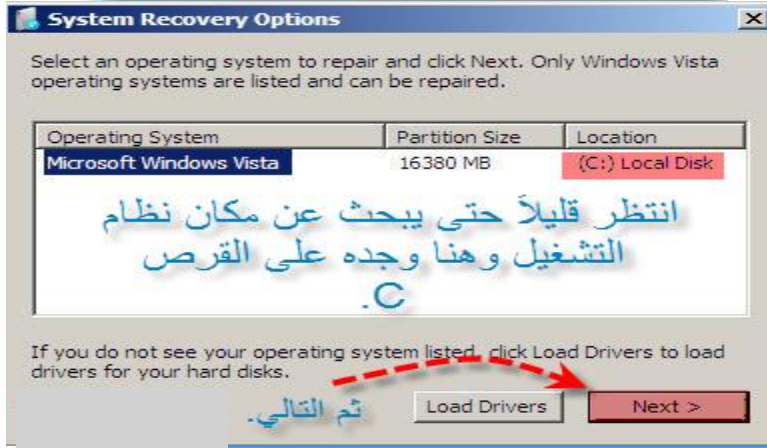 System Recovery Options
Select an operating system to repair and click Next. Only Windows Vista
operating systems are listed and can be repaired.
Operating System Partition Size Location
Microsoft Windows Vista 16380 MB (C:) Local Disk
انتظر قليلاً حتى يبحث عن مكان نظام
التشغيل وهنا وجده على القرص
C.
If you do not see your operating system listed, click Load Drivers to load
drivers for your hard disks.
ثم التالي.
Load Drivers Next >